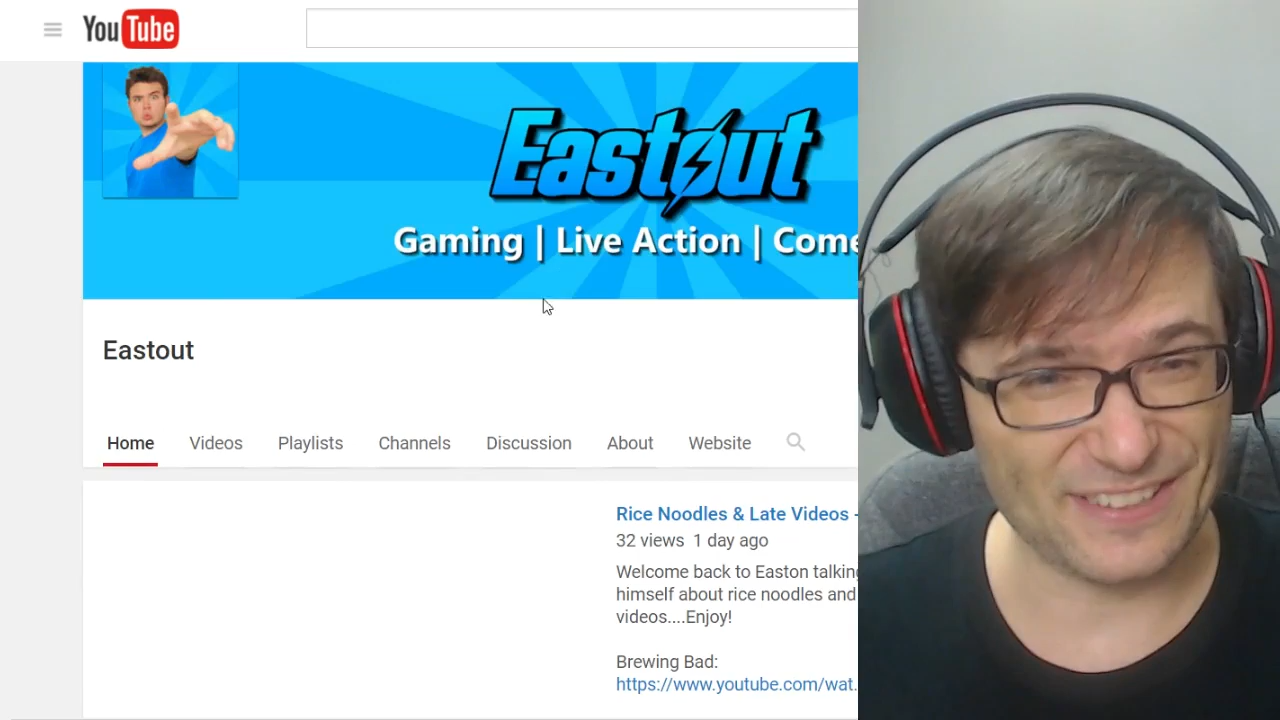 YouTube
Eastout
Gaming | Live Action | Come
Eastout
Home Videos Playlists Channels Discussion About Website
Rice Noodles & Late Videos -
32 views 1 day ago
Welcome back to Easton talking
himself about rice noodles and
videos....Enjoy!
Brewing Bad:
https://www.youtube.com/wat.